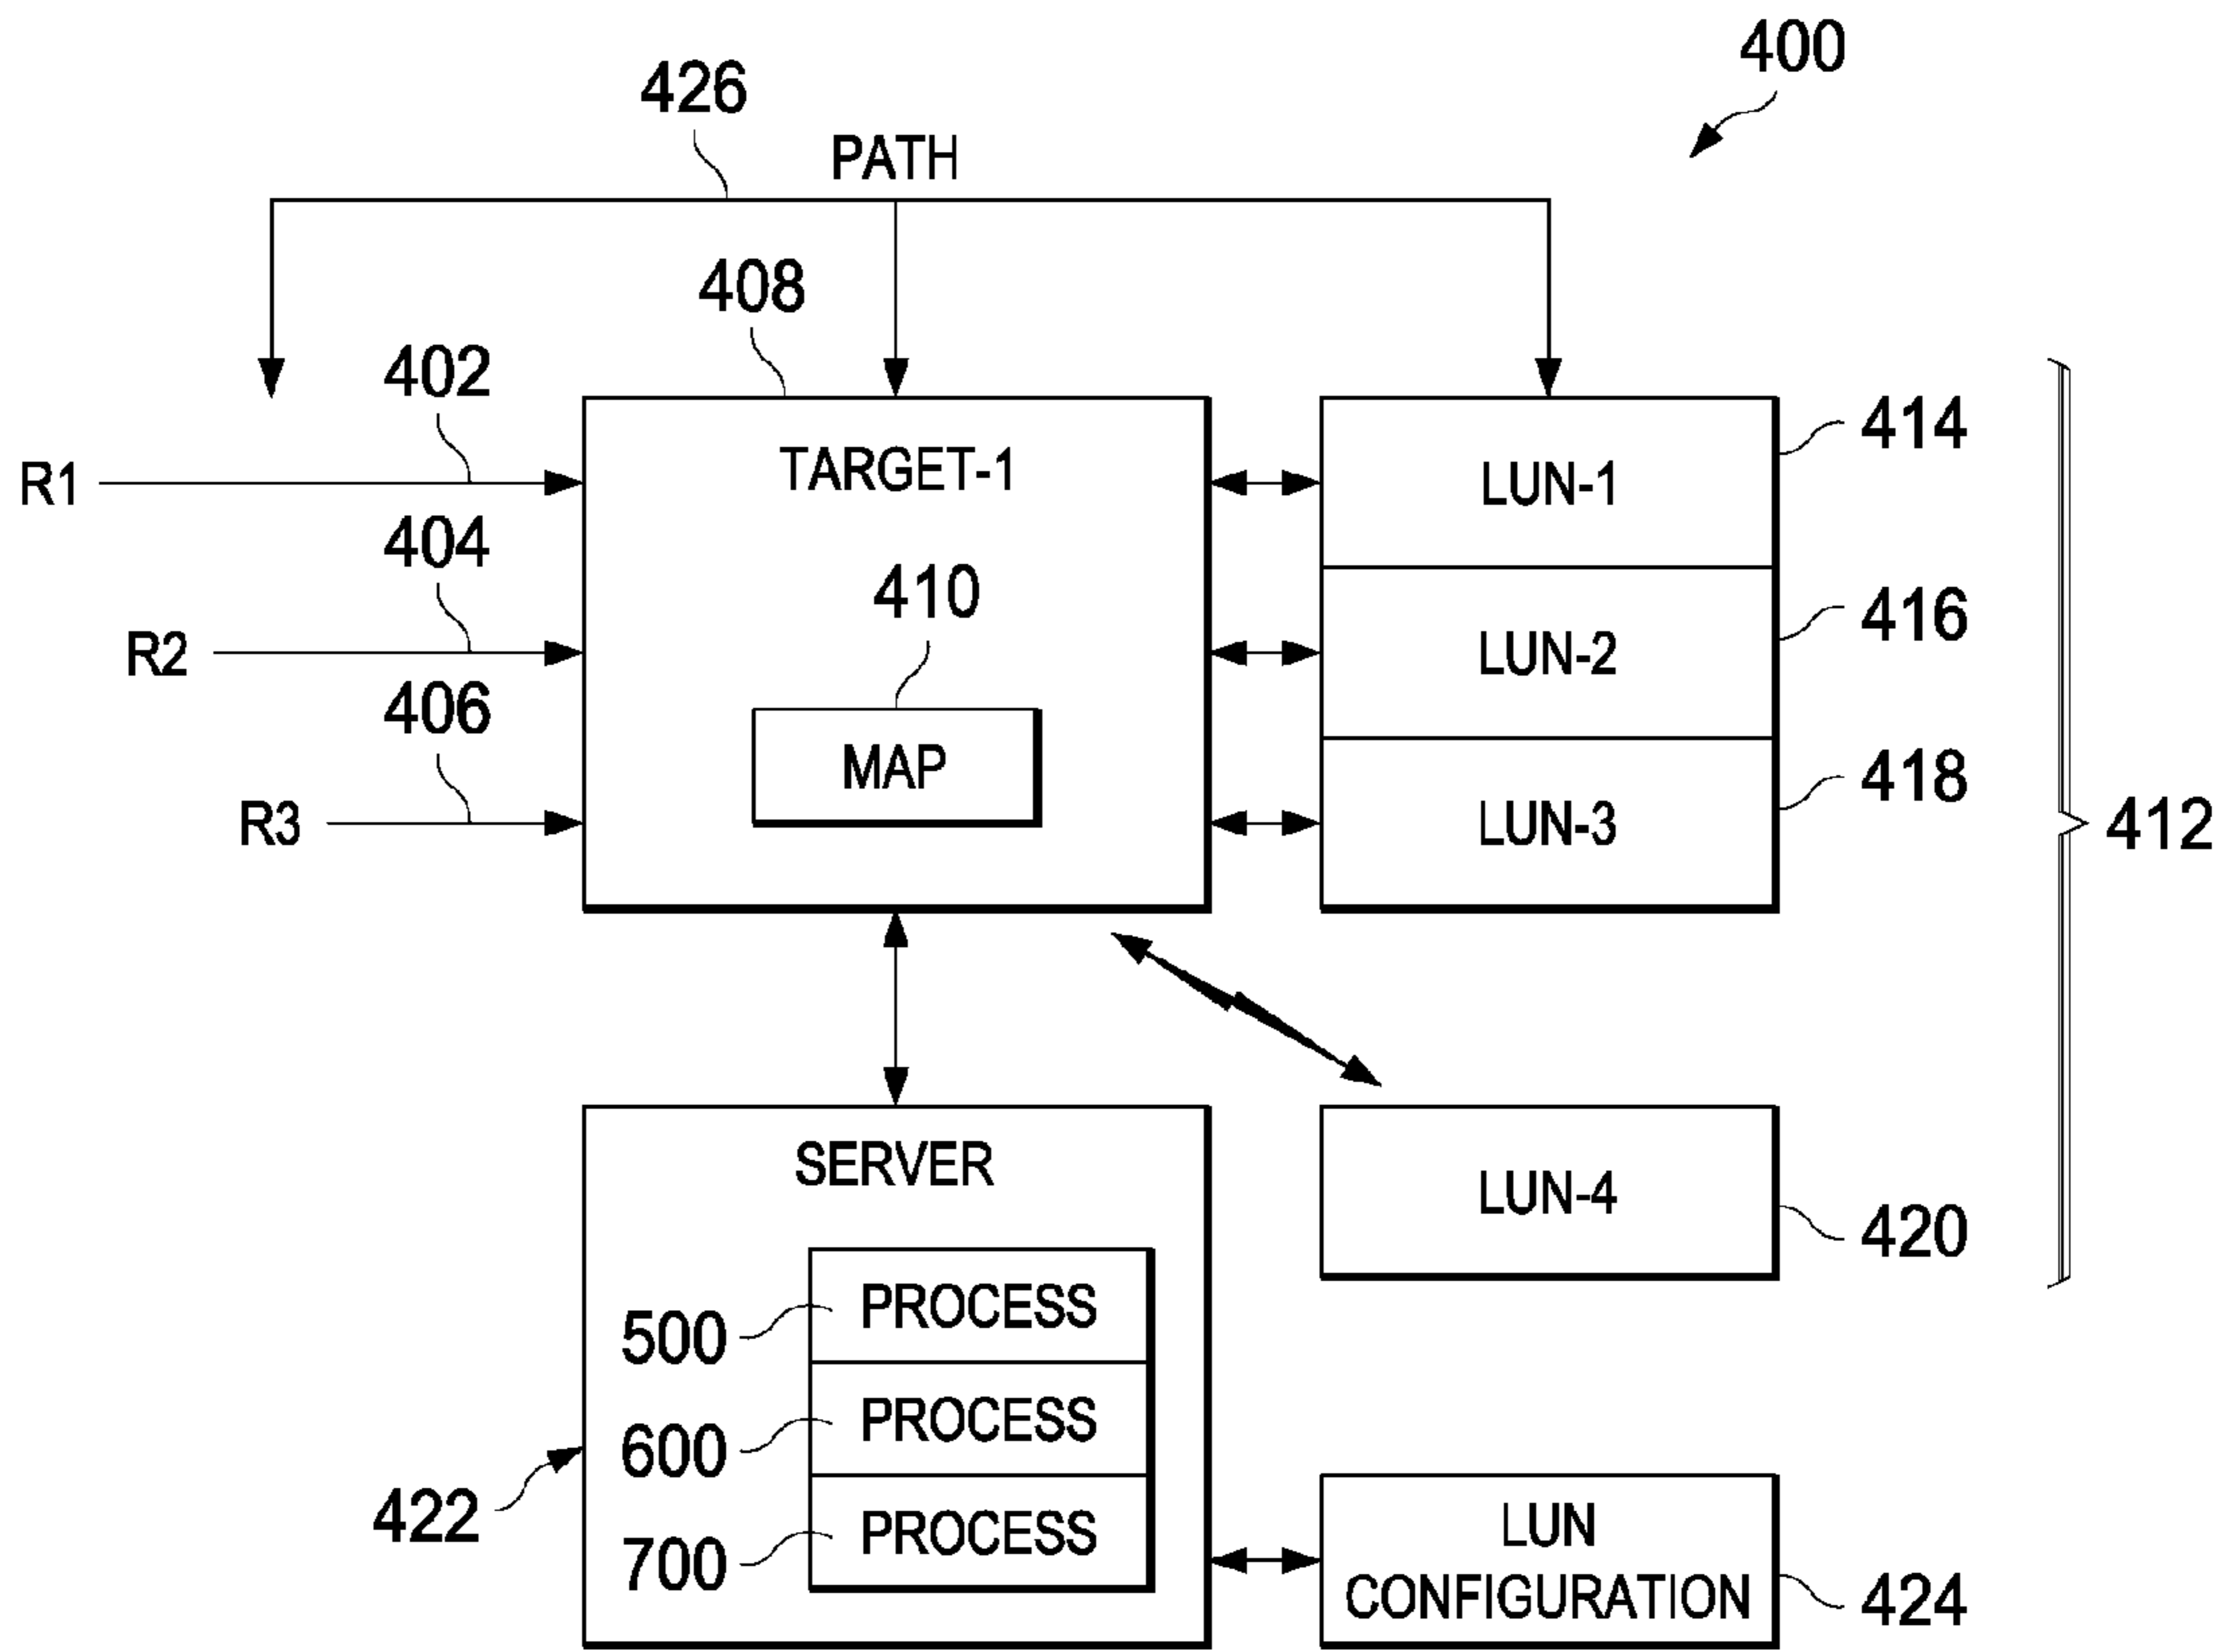 400
426
PATH
408
402
R1
TARGET-1
LUN-1
414
404
R2
410
LUN-2
416
406
R3
MAP
LUN-3
418
412
SERVER
LUN-4
420
500
PROCESS
600
PROCESS
700
PROCESS
422
LUN
CONFIGURATION
424